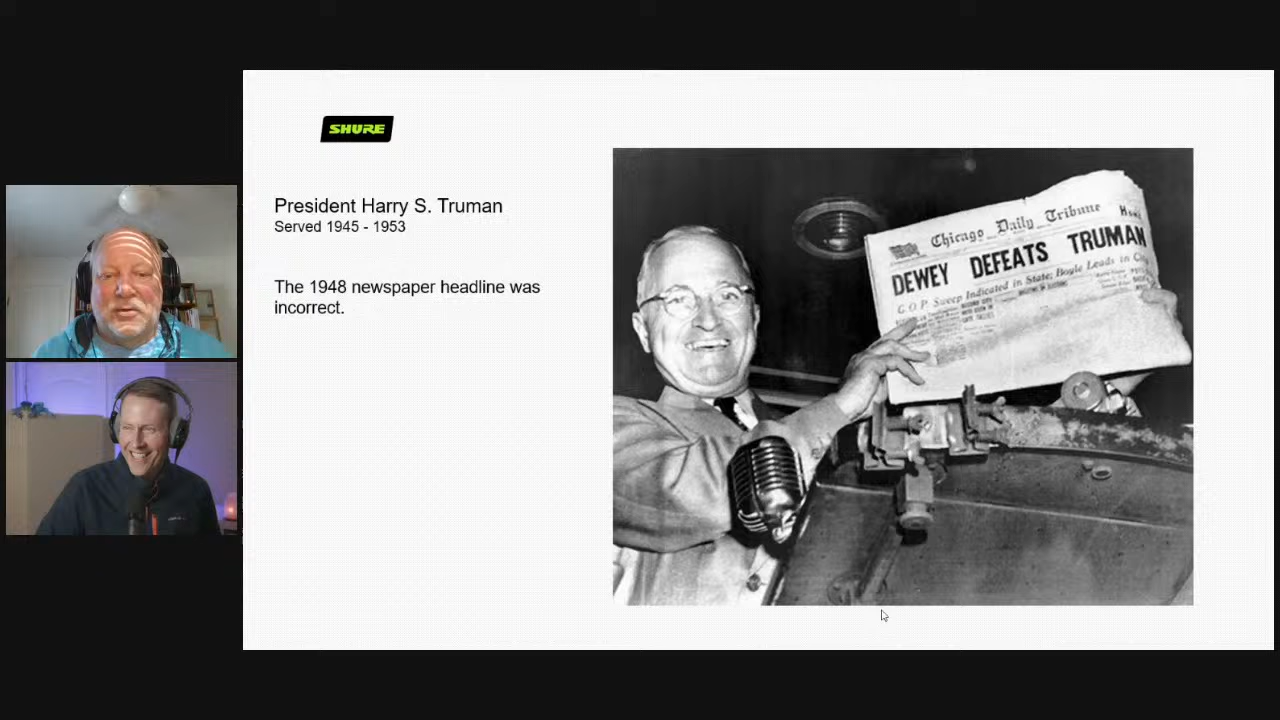 SHURE
President Harry S. Truman
Served 1945 - 1953
The 1948 newspaper headline was
incorrect.
Chicago Daily Tribune
DEWEY DEFEATS TRUMAN
G.O.P. Sweep Indicated in State; Boyle Leads in